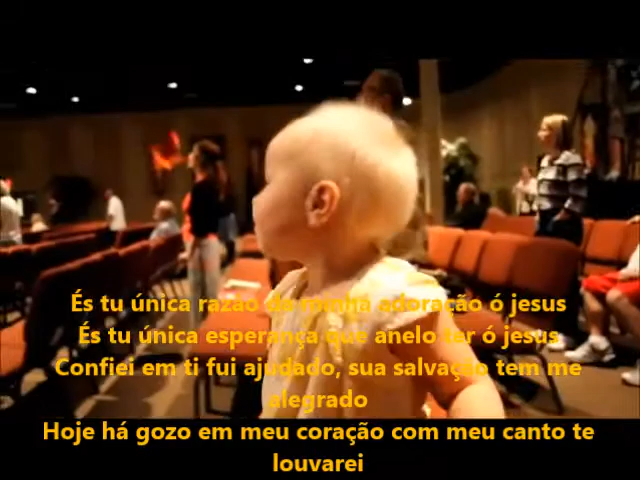 És tu única razão da minha adoração ó jesus
És tu única esperança que anelo ter ó jesus
Confiei em ti fui ajudado, sua salvação tem me
alegrado
Hoje há gozo em meu coração com meu canto te
louvarei